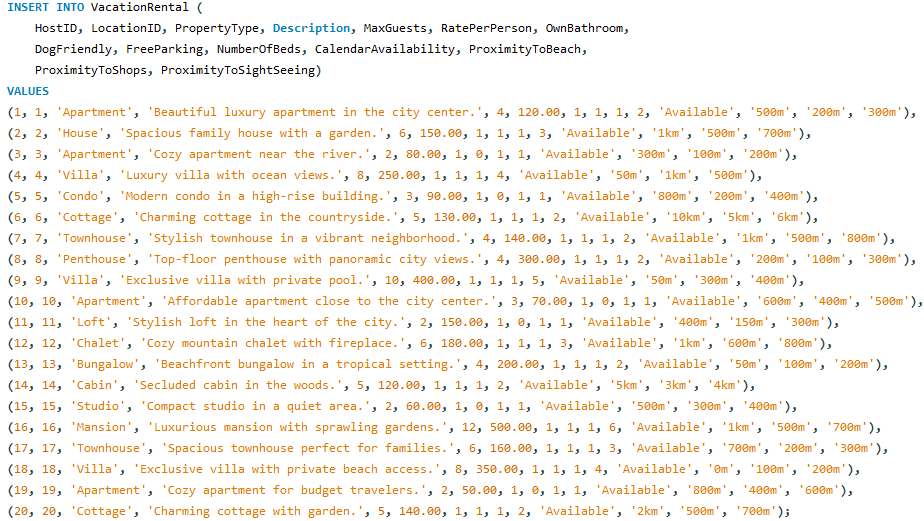 INSERT INTO VacationRental (
HostID, LocationID, PropertyType, Description, MaxGuests, RatePerPerson, OwnBathroom,
DogFriendly, FreeParking, NumberOfBeds, CalendarAvailability, ProximityToBeach,
ProximityToShops, ProximityToSightSeeing)
VALUES
(1, 1, 'Apartment', 'Beautiful luxury apartment in the city center.', 4, 120.00, 1, 1, 1, 2, 'Available', '500m', '200m', '300m'),
(2, 2, 'House', 'Spacious family house with a garden.', 6, 150.00, 1, 1, 1, 3, 'Available', '1km', '500m', '700m'),
(3, 3, 'Apartment', 'Cozy apartment near the river.', 2, 80.00, 1, 0, 1, 1, 'Available', '300m', '100m', '200m'),
(4, 4, 'Villa', 'Luxury villa with ocean views.', 8, 250.00, 1, 1, 1, 4, 'Available', '50m', '1km', '500m'),
(5, 5, 'Condo', 'Modern condo in a high-rise building.', 3, 90.00, 1, 0, 1, 1, 'Available', '800m', '200m', '400m'),
(6, 6, 'Cottage', 'Charming cottage in the countryside.', 5, 130.00, 1, 1, 1, 2, 'Available', '10km', '5km', '6km'),
(7, 7, 'Townhouse', 'Stylish townhouse in a vibrant neighborhood.', 4, 140.00, 1, 1, 1, 2, 'Available', '1km', '500m', '800m'),
(8, 8, 'Penthouse', 'Top-floor penthouse with panoramic city views.', 4, 300.00, 1, 1, 1, 2, 'Available', '200m', '100m', '300m'),
(9, 9, 'Villa', 'Exclusive villa with private pool.', 10, 400.00, 1, 1, 1, 5, 'Available', '50m', '300m', '400m'),
(10, 10, 'Apartment', 'Affordable apartment close to the city center.', 3, 70.00, 1, 0, 1, 1, 'Available', '600m', '400m', '500m'),
(11, 11, 'Loft', 'Stylish loft in the heart of the city.', 2, 150.00, 1, 0, 1, 1, 'Available', '400m', '150m', '300m'),
(12, 12, 'Chalet', 'Cozy mountain chalet with fireplace.', 6, 180.00, 1, 1, 1, 3, 'Available', '1km', '600m', '800m'),
(13, 13, 'Bungalow', 'Beachfront bungalow in a tropical setting.', 4, 200.00, 1, 1, 1, 2, 'Available', '50m', '100m', '200m'),
(14, 14, 'Cabin', 'Secluded cabin in the woods.', 5, 120.00, 1, 1, 1, 2, 'Available', '5km', '3km', '4km'),
(15, 15, 'Studio', 'Compact studio in a quiet area.', 2, 60.00, 1, 0, 1, 1, 'Available', '500m', '300m', '400m'),
(16, 16, 'Mansion', 'Luxurious mansion with sprawling gardens.', 12, 500.00, 1, 1, 1, 6, 'Available', '1km', '500m', '700m'),
(17, 17, 'Townhouse', 'Spacious townhouse perfect for families.', 6, 160.00, 1, 1, 1, 3, 'Available', '700m', '200m', '300m'),
(18, 18, 'Villa', 'Exclusive villa with private beach access.', 8, 350.00, 1, 1, 1, 4, 'Available', '0m', '100m', '200m'),
(19, 19, 'Apartment', 'Cozy apartment for budget travelers.', 2, 50.00, 1, 0, 1, 1, 'Available', '800m', '400m', '600m'),
(20, 20, 'Cottage', 'Charming cottage with garden.', 5, 140.00, 1, 1, 1, 2, 'Available', '2km', '500m', '700m');